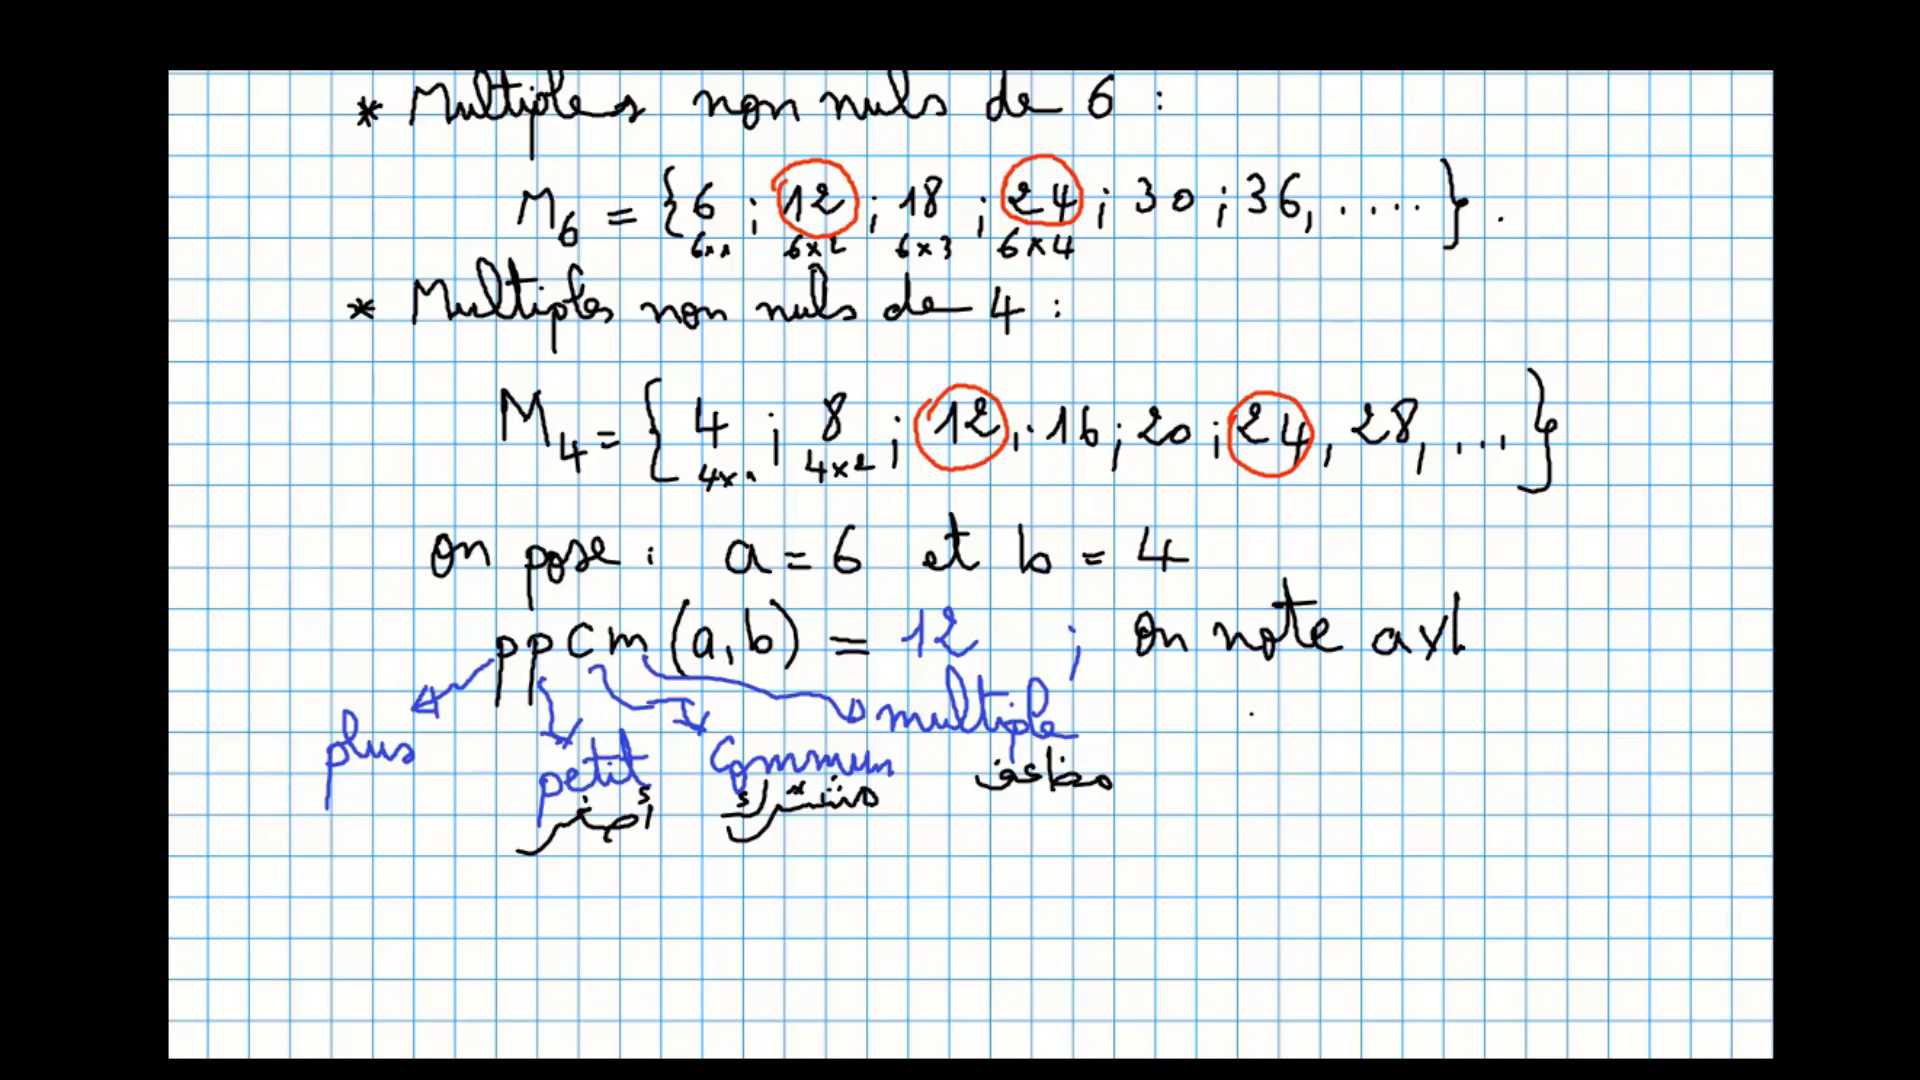 * Multiples non nuls de 6 :
M6 = {6 ; 12 ; 18 ; 24 ; 30 ; 36, ..... } .
6×1 6×2 6×3 6×4
* Multiples non nuls de 4 :
M4 = { 4 ; 8 ; 12 ; 16 ; 20 ; 24 , 28, ... }
4×1 4×2
On pose : a = 6 et b = 4
ppcm (a,b) = 12 ; On note a∨b
plus petit commun multiple
أصغر مشترك مضاعف